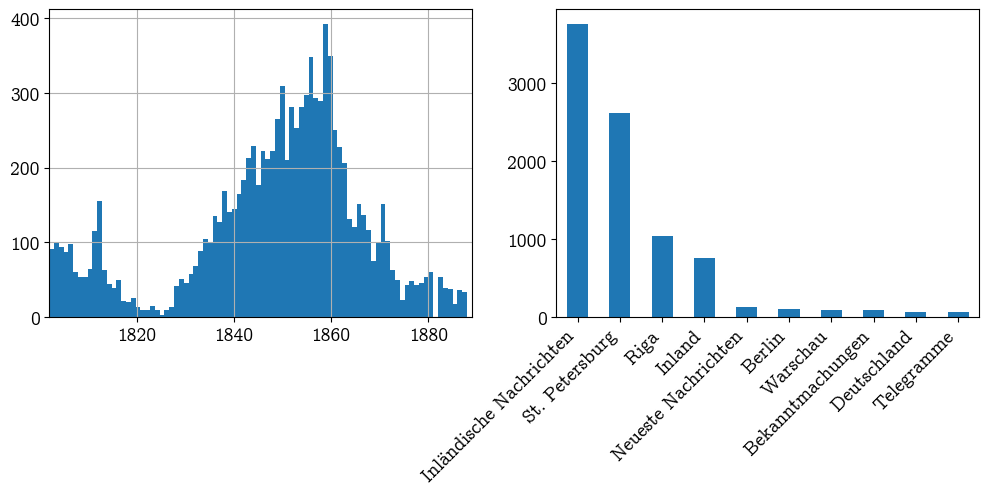 400
300
200
100
0
1820 1840 1860 1880
3000
2000
1000
0
Inländische Nachrichten
St. Petersburg
Riga
Inland
Neueste Nachrichten
Berlin
Warschau
Bekanntmachungen
Deutschland
Telegramme